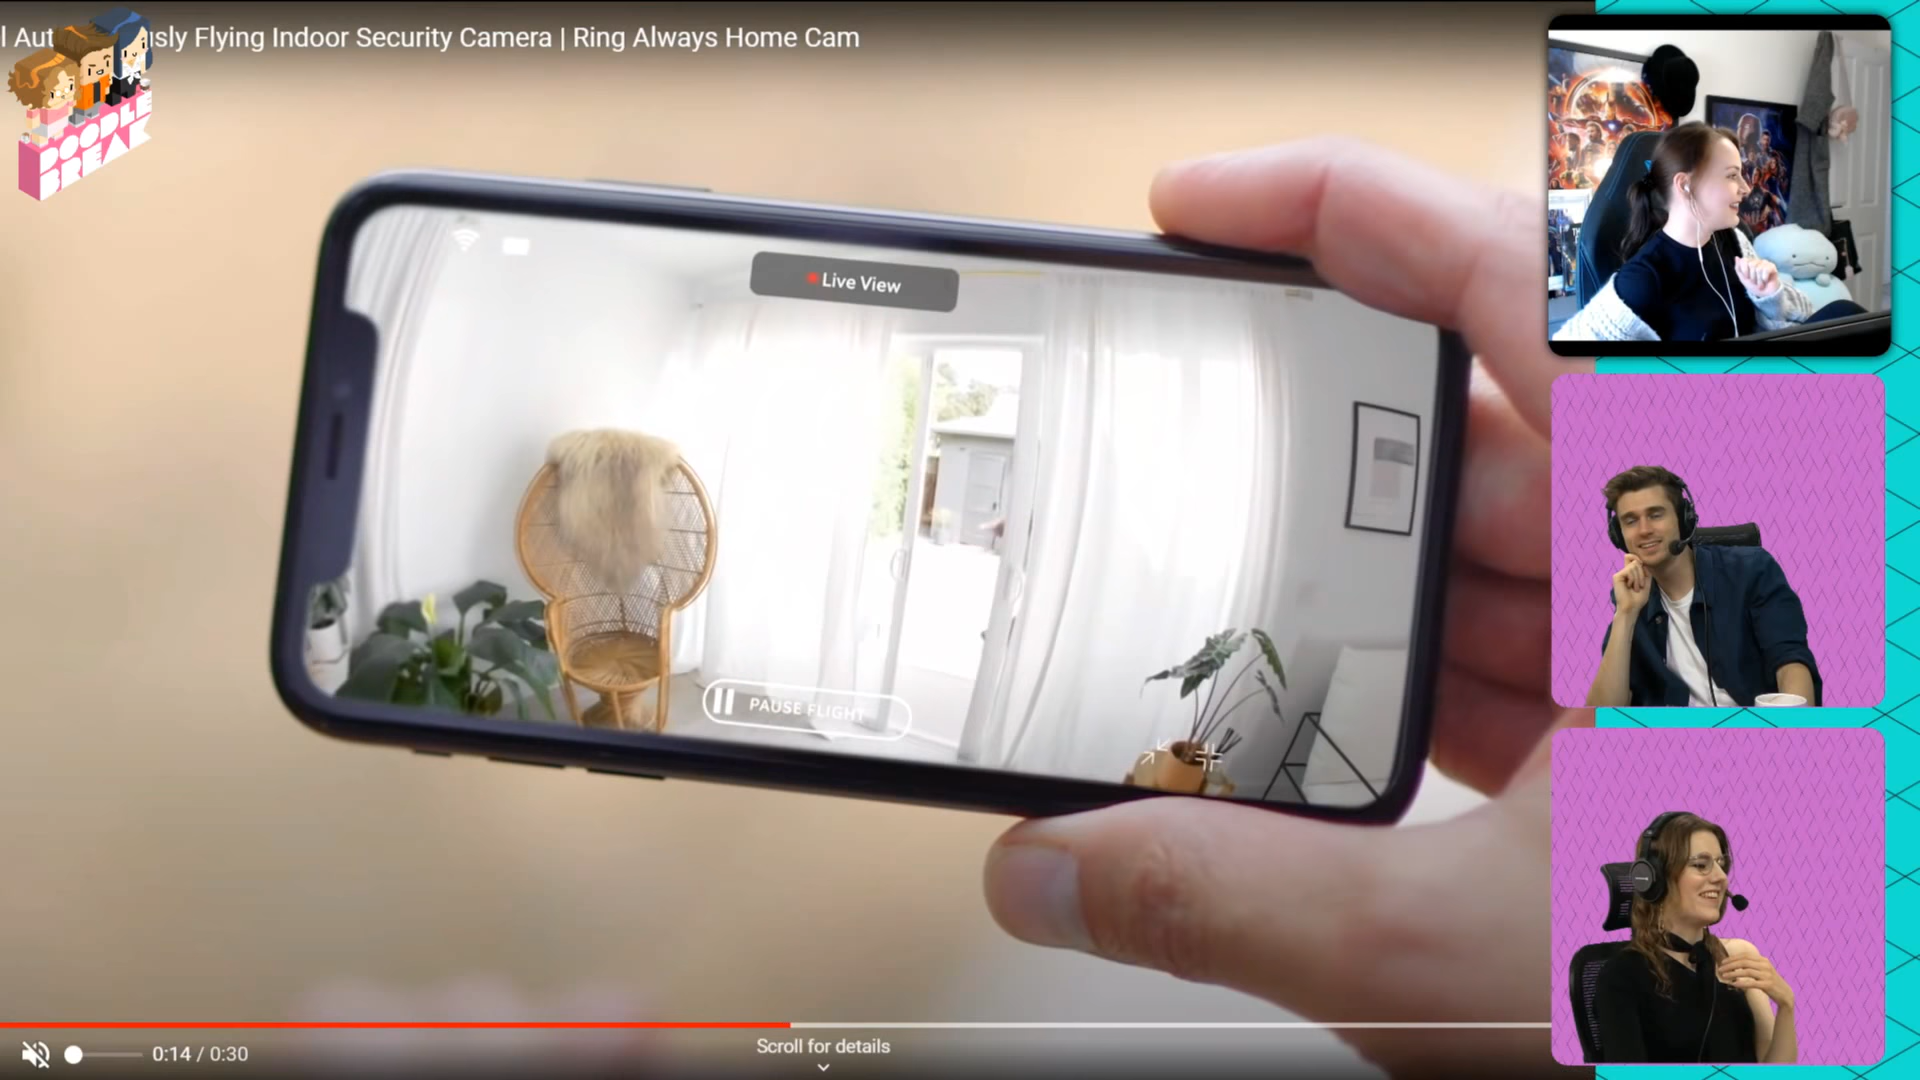 l Aut usly Flying Indoor Security Camera | Ring Always Home Cam
DOODLE
BREAK
Live View
PAUSE FLIGHT
0:14 / 0:30
Scroll for details